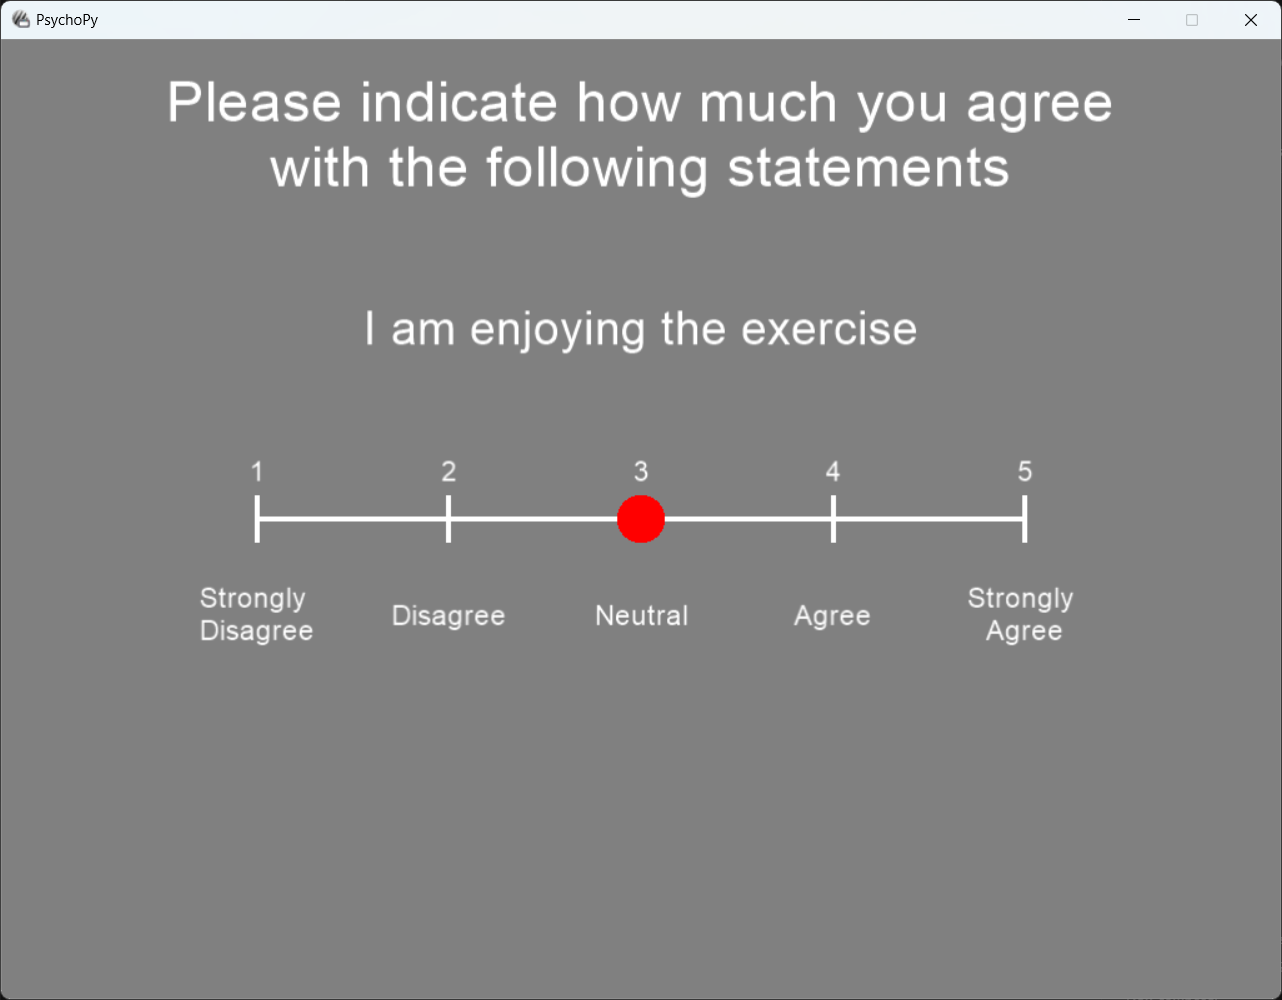 PsychoPy
Please indicate how much you agree
with the following statements
I am enjoying the exercise
1 2 3 4 5
Strongly
Disagree
Disagree
Neutral
Agree
Strongly
Agree